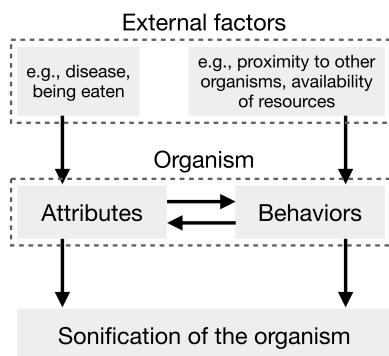 External factors
e.g., disease,
being eaten
e.g., proximity to other
organisms, availability
of resources
Organism
Attributes
Behaviors
Sonification of the organism